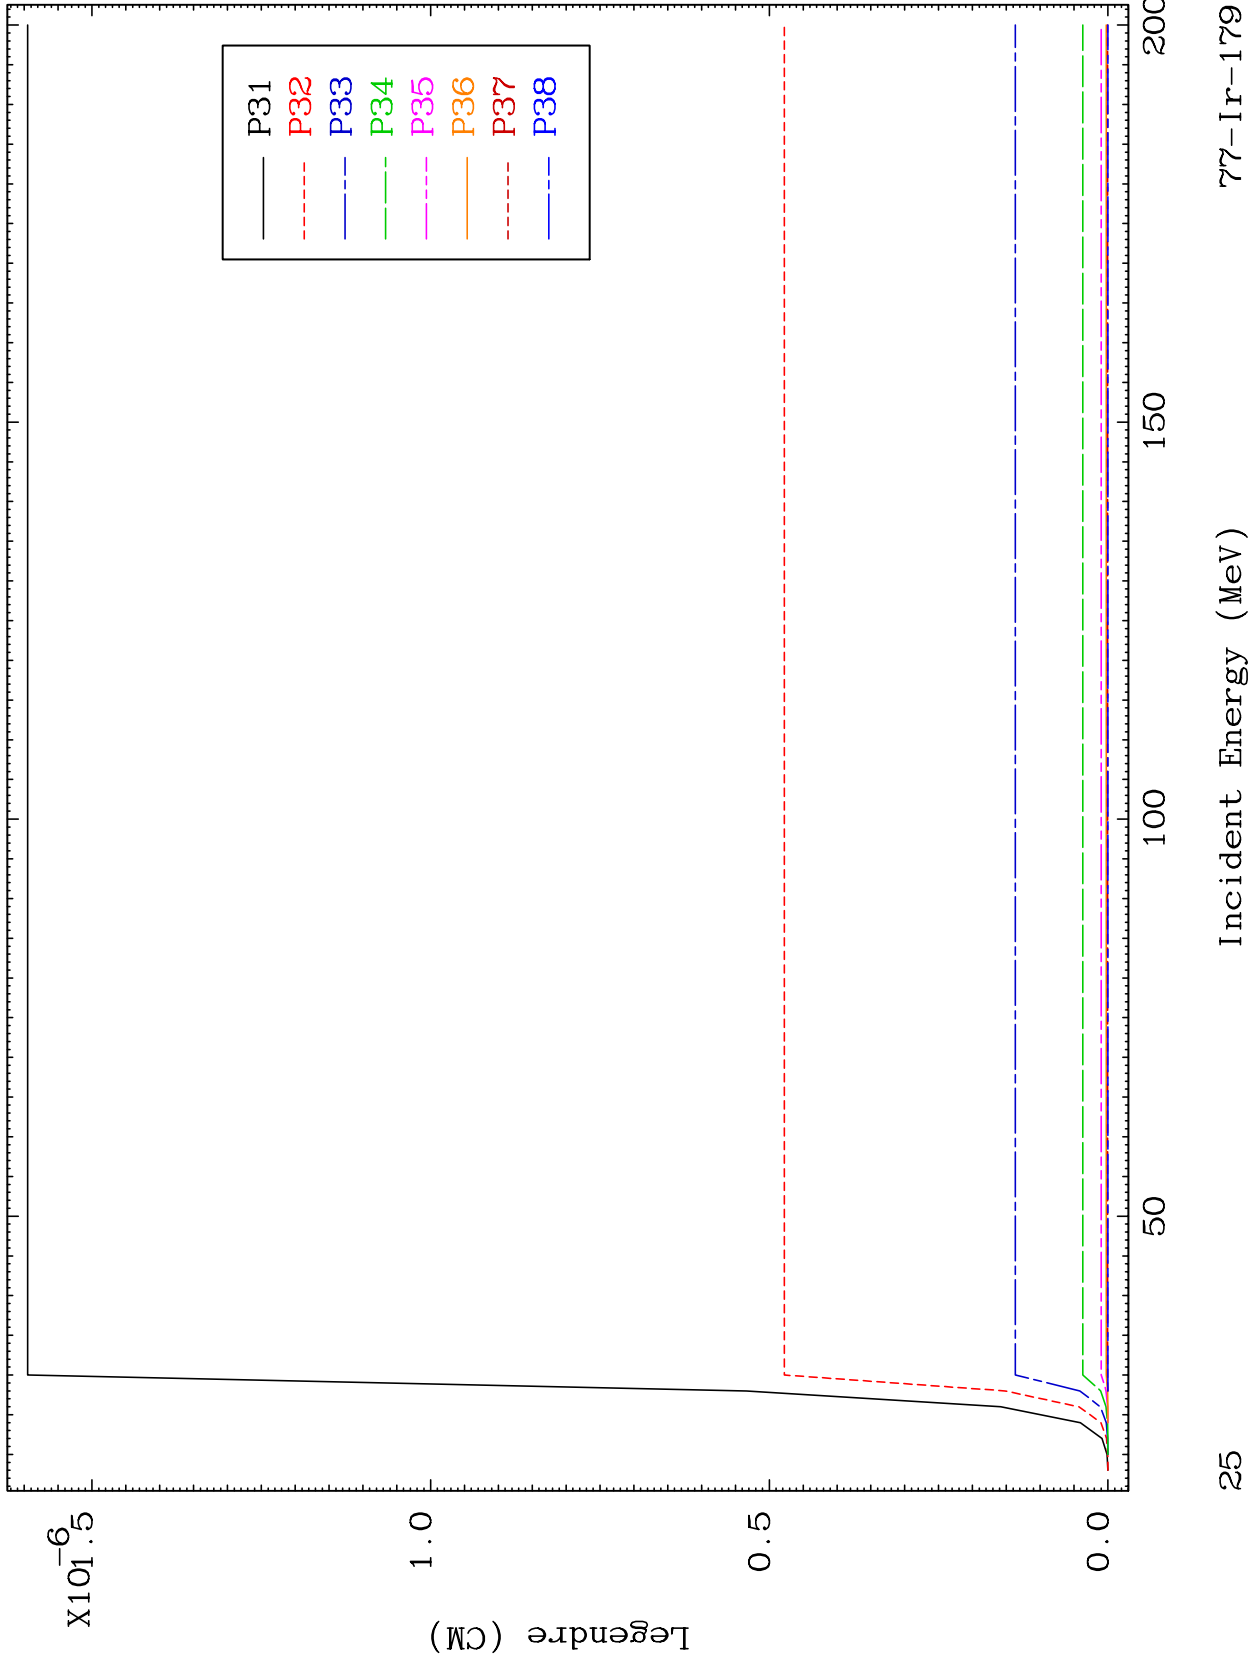 X10-6
1.5
1.0
0.5
0.0
Legendre (CM)
P31
P32
P33
P34
P35
P36
P37
P38
50
100
150
200
Incident Energy (MeV)
25
77-Ir-179